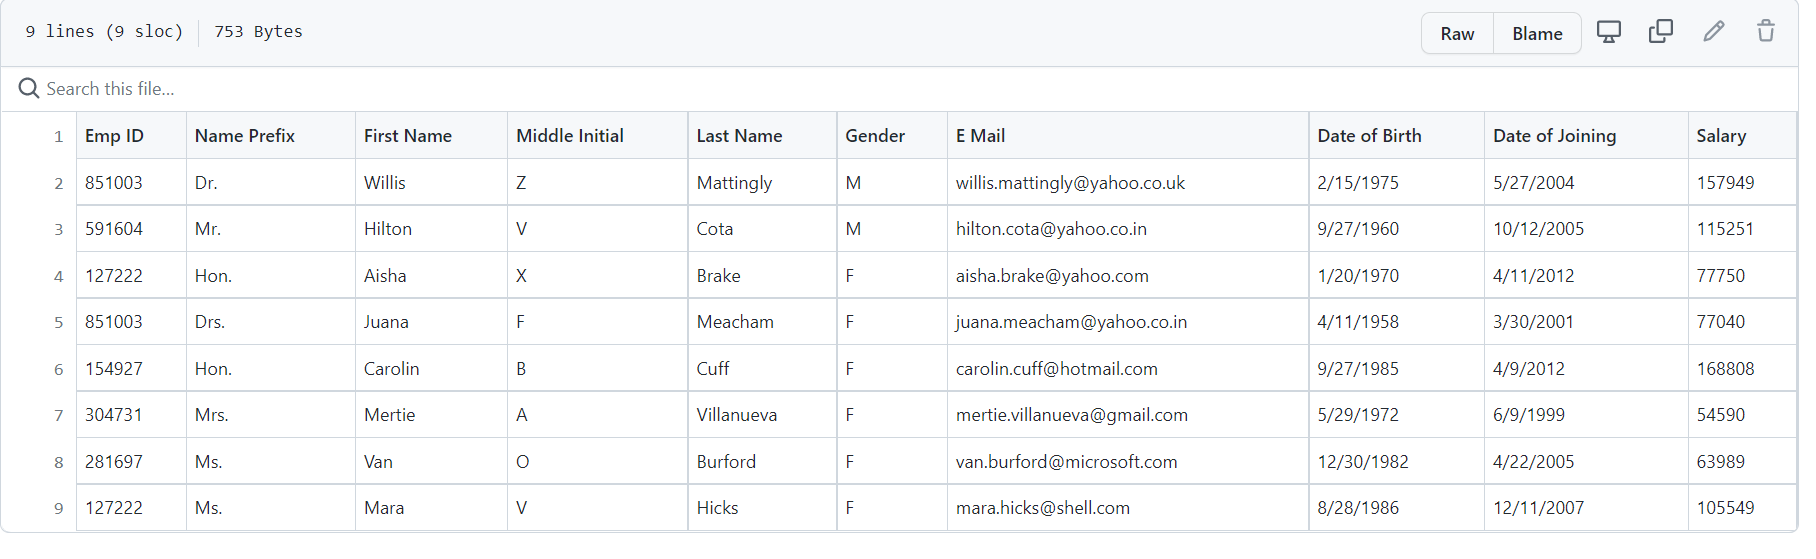 9 lines (9 sloc) 753 Bytes Raw Blame
Search this file...
1 Emp ID Name Prefix First Name Middle Initial Last Name Gender E Mail Date of Birth Date of Joining Salary
2 851003 Dr. Willis Z Mattingly M willis.mattingly@yahoo.co.uk 2/15/1975 5/27/2004 157949
3 591604 Mr. Hilton V Cota M hilton.cota@yahoo.co.in 9/27/1960 10/12/2005 115251
4 127222 Hon. Aisha X Brake F aisha.brake@yahoo.com 1/20/1970 4/11/2012 77750
5 851003 Drs. Juana F Meacham F juana.meacham@yahoo.co.in 4/11/1958 3/30/2001 77040
6 154927 Hon. Carolin B Cuff F carolin.cuff@hotmail.com 9/27/1985 4/9/2012 168808
7 304731 Mrs. Mertie A Villanueva F mertie.villanueva@gmail.com 5/29/1972 6/9/1999 54590
8 281697 Ms. Van O Burford F van.burford@microsoft.com 12/30/1982 4/22/2005 63989
9 127222 Ms. Mara V Hicks F mara.hicks@shell.com 8/28/1986 12/11/2007 105549